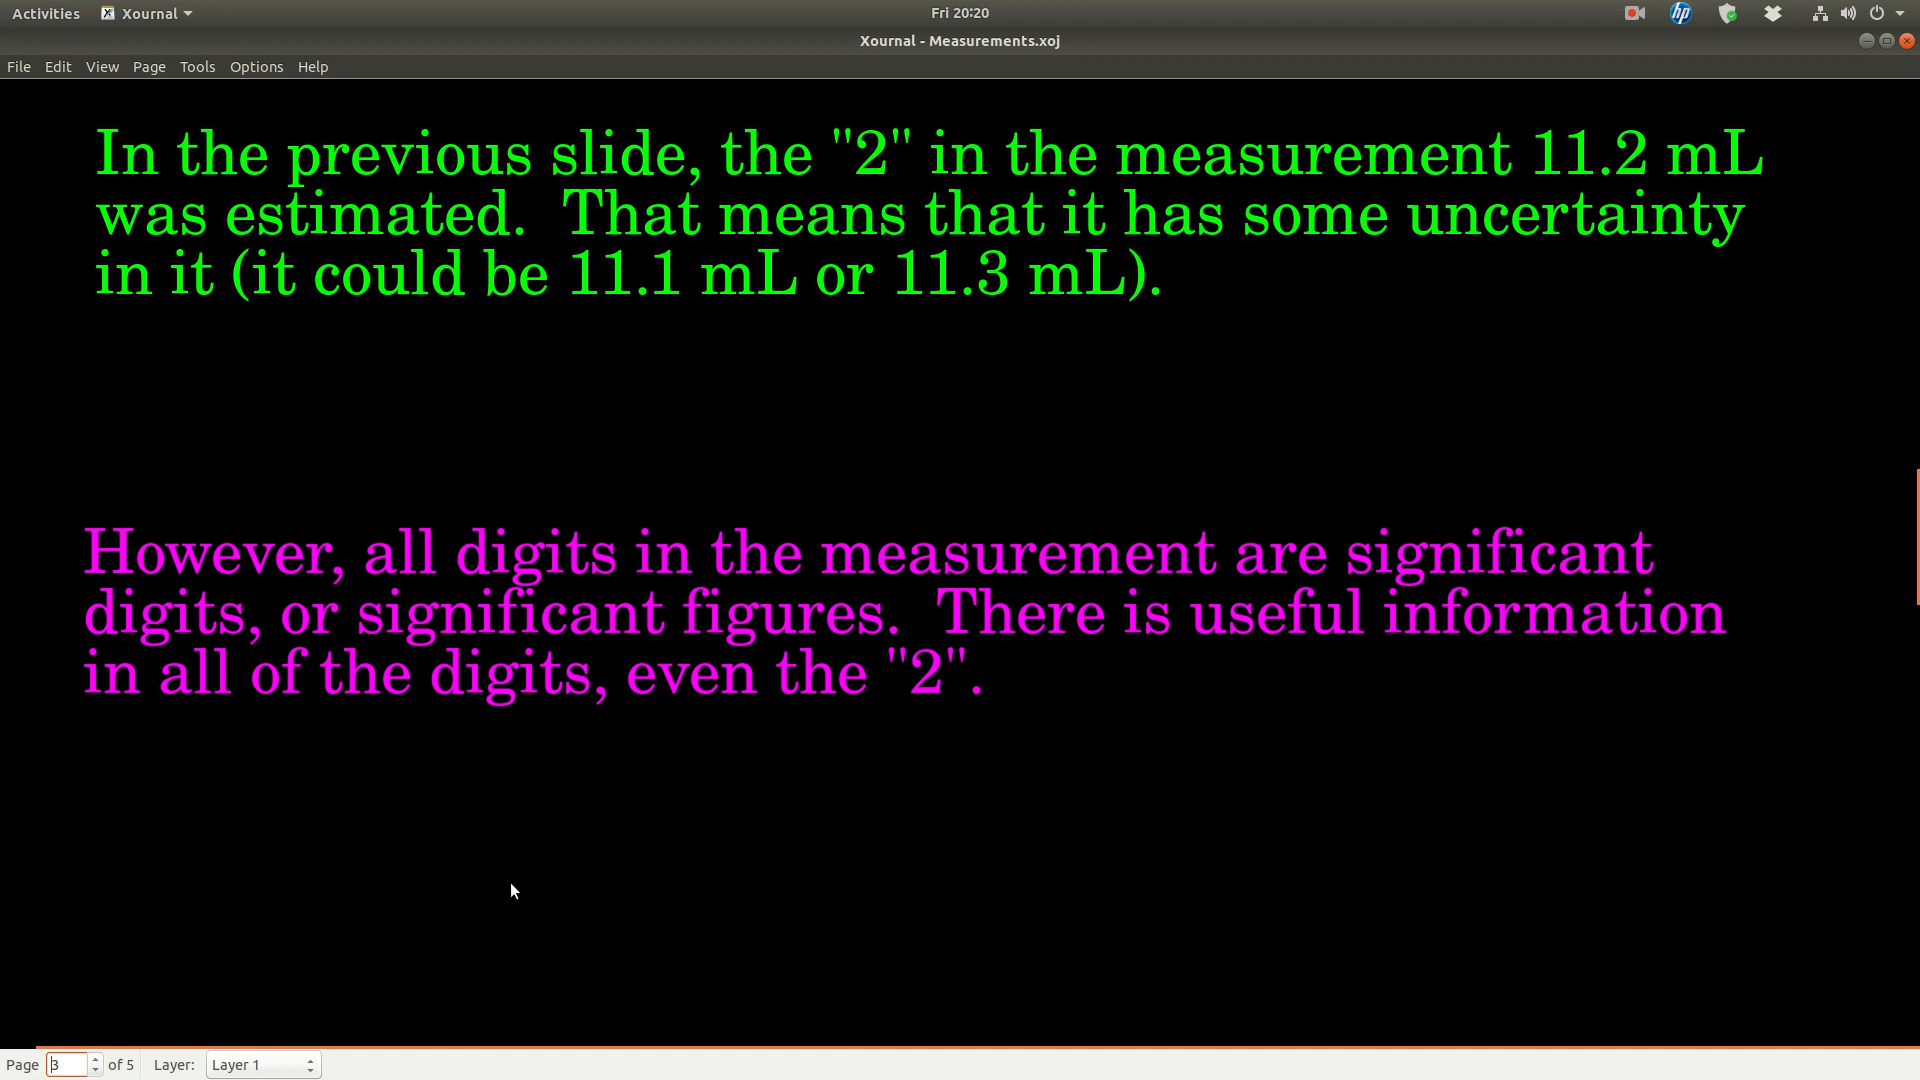 Activities Xournal Fri 20:20 hp
Xournal - Measurements.xoj
File Edit View Page Tools Options Help
In the previous slide, the "2" in the measurement 11.2 mL
was estimated. That means that it has some uncertainty
in it (it could be 11.1 mL or 11.3 mL).
However, all digits in the measurement are significant
digits, or significant figures. There is useful information
in all of the digits, even the "2".
Page 3 of 5 Layer: Layer 1